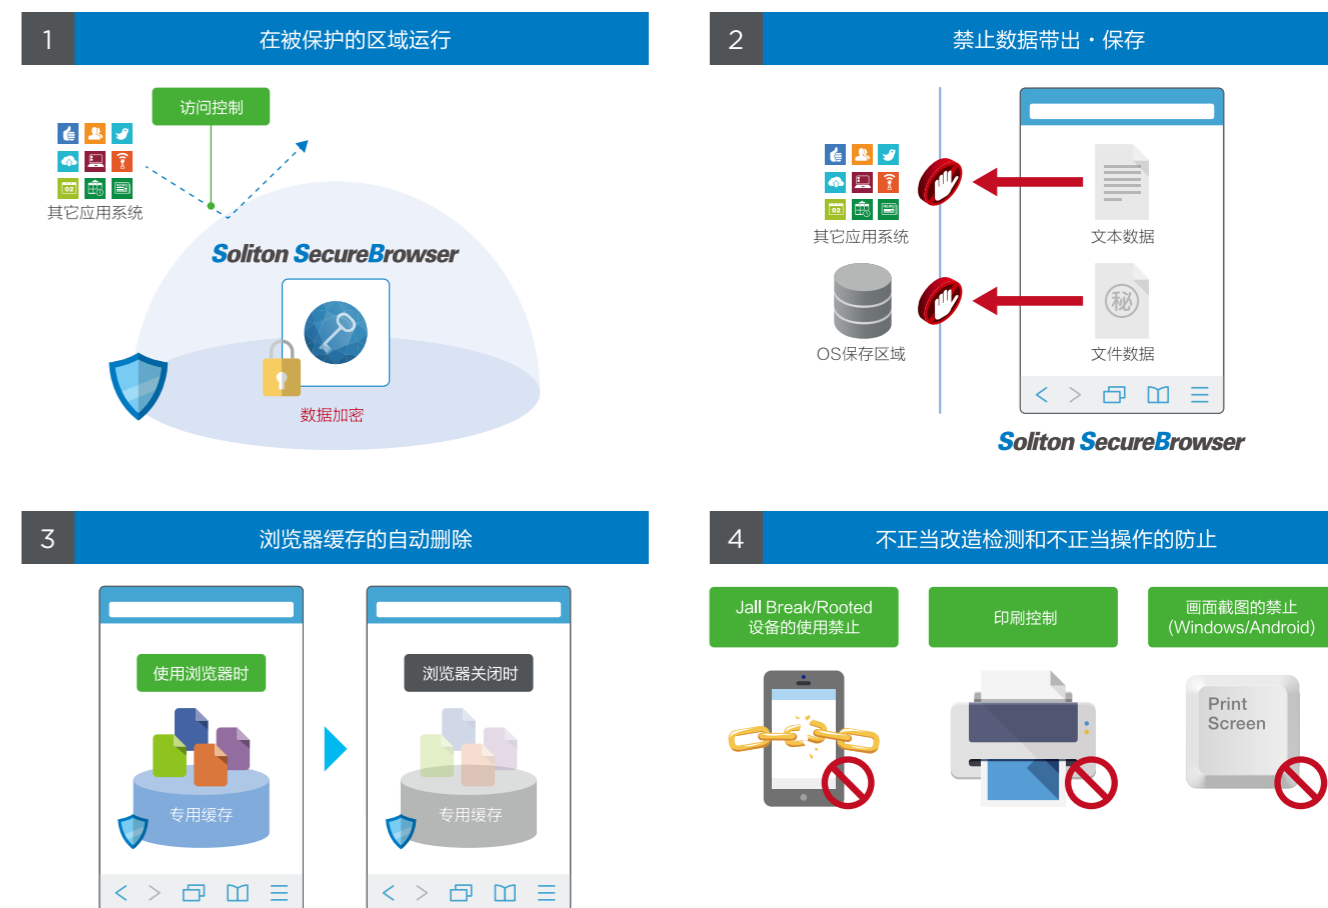 1
在被保护的区域运行
访问控制
其它应用系统
02
Soliton SecureBrowser
数据加密
2
禁止数据带出・保存
02
其它应用系统
OS保存区域
文本数据
秘
文件数据
Soliton SecureBrowser
3
浏览器缓存的自动删除
使用浏览器时
专用缓存
浏览器关闭时
专用缓存
4
不正当改造检测和不正当操作的防止
Jall Break/Rooted
设备的使用禁止
印刷控制
画面截图的禁止
(Windows/Android)
Print
Screen